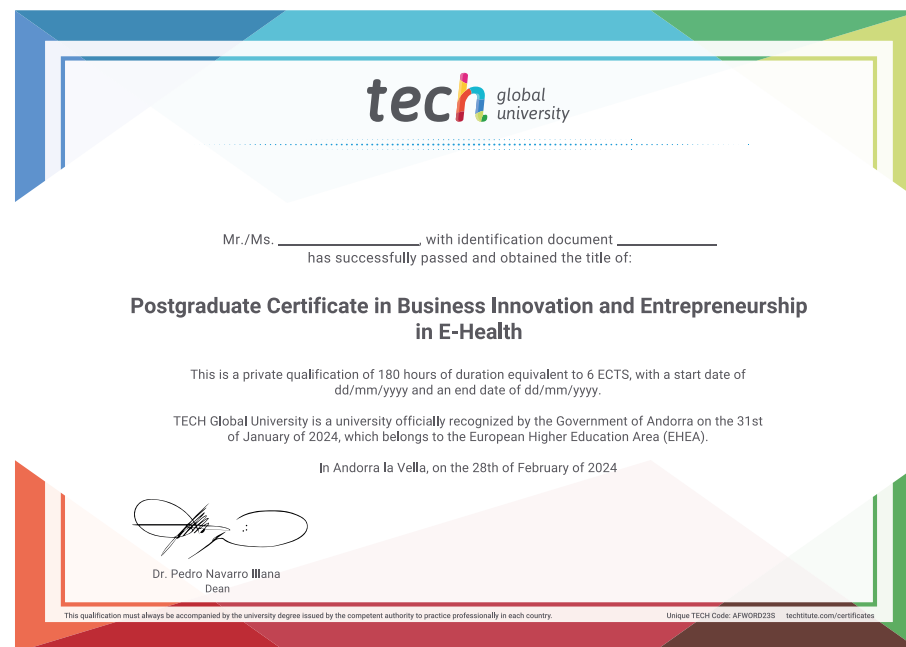 tech global
university
Mr./Ms. ____________, with identification document ____________
has successfully passed and obtained the title of:
Postgraduate Certificate in Business Innovation and Entrepreneurship
in E-Health
This is a private qualification of 180 hours of duration equivalent to 6 ECTS, with a start date of
dd/mm/yyyy and an end date of dd/mm/yyyy.
TECH Global University is a university officially recognized by the Government of Andorra on the 31st
of January of 2024, which belongs to the European Higher Education Area (EHEA).
In Andorra la Vella, on the 28th of February of 2024
Dr. Pedro Navarro Illana
Dean
This qualification must always be accompanied by the university degree issued by the competent authority to practice professionally in each country.
Unique TECH Code: AFWORD23S techtitute.com/certificates